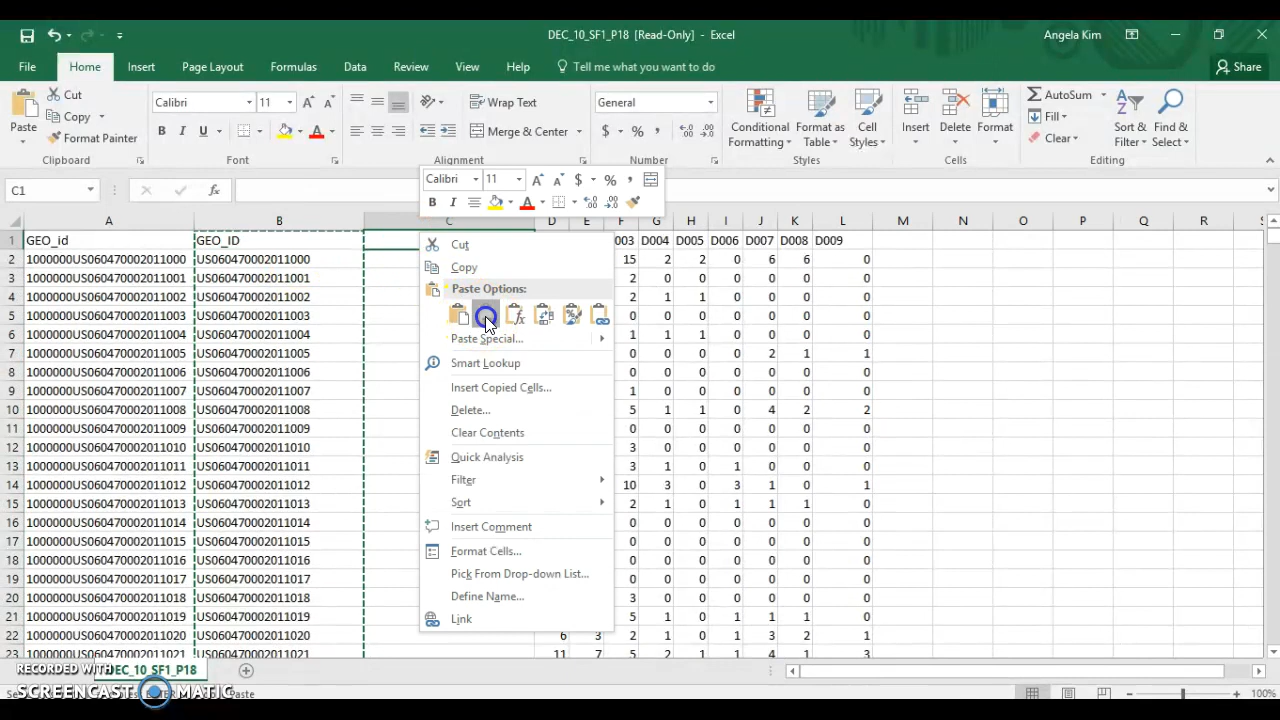 DEC_10_SF1_P18 [Read-Only] - Excel
Angela Kim
File Home Insert Page Layout Formulas Data Review View Help Tell me what you want to do Share
Paste Cut Copy Format Painter Clipboard
Calibri 11 B I U Font
Wrap Text Merge & Center Alignment
General $ % , Number
Conditional Formatting Format as Table Cell Styles Styles
Insert Delete Format Cells
AutoSum Fill Clear Sort & Filter Find & Select Editing
C1 fx
Calibri 11 $ % ,
B I A
A B C D E F G H I J K L M N O P Q R
1 GEO_id GEO_ID 003 D004 D005 D006 D007 D008 D009
2 1000000US060470002011000 US060470002011000 15 2 2 0 6 6 0
3 1000000US060470002011001 US060470002011001 2 0 0 0 0 0 0
4 1000000US060470002011002 US060470002011002 2 1 1 0 0 0 0
5 1000000US060470002011003 US060470002011003 0 0 0 0 0 0
6 1000000US060470002011004 US060470002011004 1 1 1 0 0 0 0
7 1000000US060470002011005 US060470002011005 0 0 0 0 2 1 1
8 1000000US060470002011006 US060470002011006 0 0 0 0 0 0 0
9 1000000US060470002011007 US060470002011007 1 0 0 0 0 0 0
10 1000000US060470002011008 US060470002011008 5 1 1 0 4 2 2
11 1000000US060470002011009 US060470002011009 0 0 0 0 0 0 0
12 1000000US060470002011010 US060470002011010 3 0 0 0 0 0 0
13 1000000US060470002011011 US060470002011011 3 1 0 1 0 0 0
14 1000000US060470002011012 US060470002011012 10 3 0 3 1 0 1
15 1000000US060470002011013 US060470002011013 2 1 0 1 1 1 0
16 1000000US060470002011014 US060470002011014 0 0 0 0 0 0 0
17 1000000US060470002011015 US060470002011015 0 0 0 0 0 0 0
18 1000000US060470002011016 US060470002011016 0 0 0 0 0 0 0
19 1000000US060470002011017 US060470002011017 0 0 0 0 0 0 0
20 1000000US060470002011018 US060470002011018 3 0 0 0 0 0 0
21 1000000US060470002011019 US060470002011019 5 1 0 1 1 1 0
22 1000000US060470002011020 US060470002011020 6 3 2 1 0 1 3 2 1
23 1000000US060470002011021 US060470002011021 11 7 5 2 1 1 4 1 3
Cut
Copy
Paste Options:
Paste Special...
Smart Lookup
Insert Copied Cells...
Delete...
Clear Contents
Quick Analysis
Filter
Sort
Insert Comment
Format Cells...
Pick From Drop-down List...
Define Name...
Link
DEC_10_SF1_P18
RECORDED WITH
SCREENCAST MATIC
Paste
100%